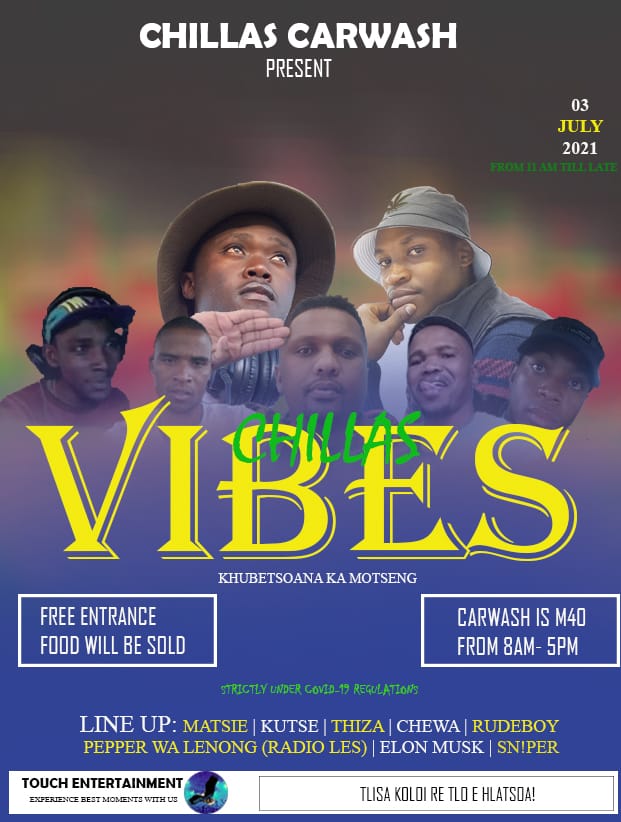 CHILLAS CARWASH
PRESENT
03
JULY
2021
FROM 11 AM TILL LATE
CHILLAS
VIBES
KHUBETSOANA KA MOTSENG
FREE ENTRANCE
FOOD WILL BE SOLD
CARWASH IS M40
FROM 8AM- 5PM
STRICTLY UNDER COVID-19 REGULATIONS
LINE UP: MATSIE | KUTSE | THIZA | CHEWA | RUDEBOY
PEPPER WA LENONG (RADIO LES) | ELON MUSK | SN!PER
TOUCH ENTERTAINMENT
EXPERIENCE BEST MOMENTS WITH US
TLISA KOLOI RE TLO E HLATSOA!